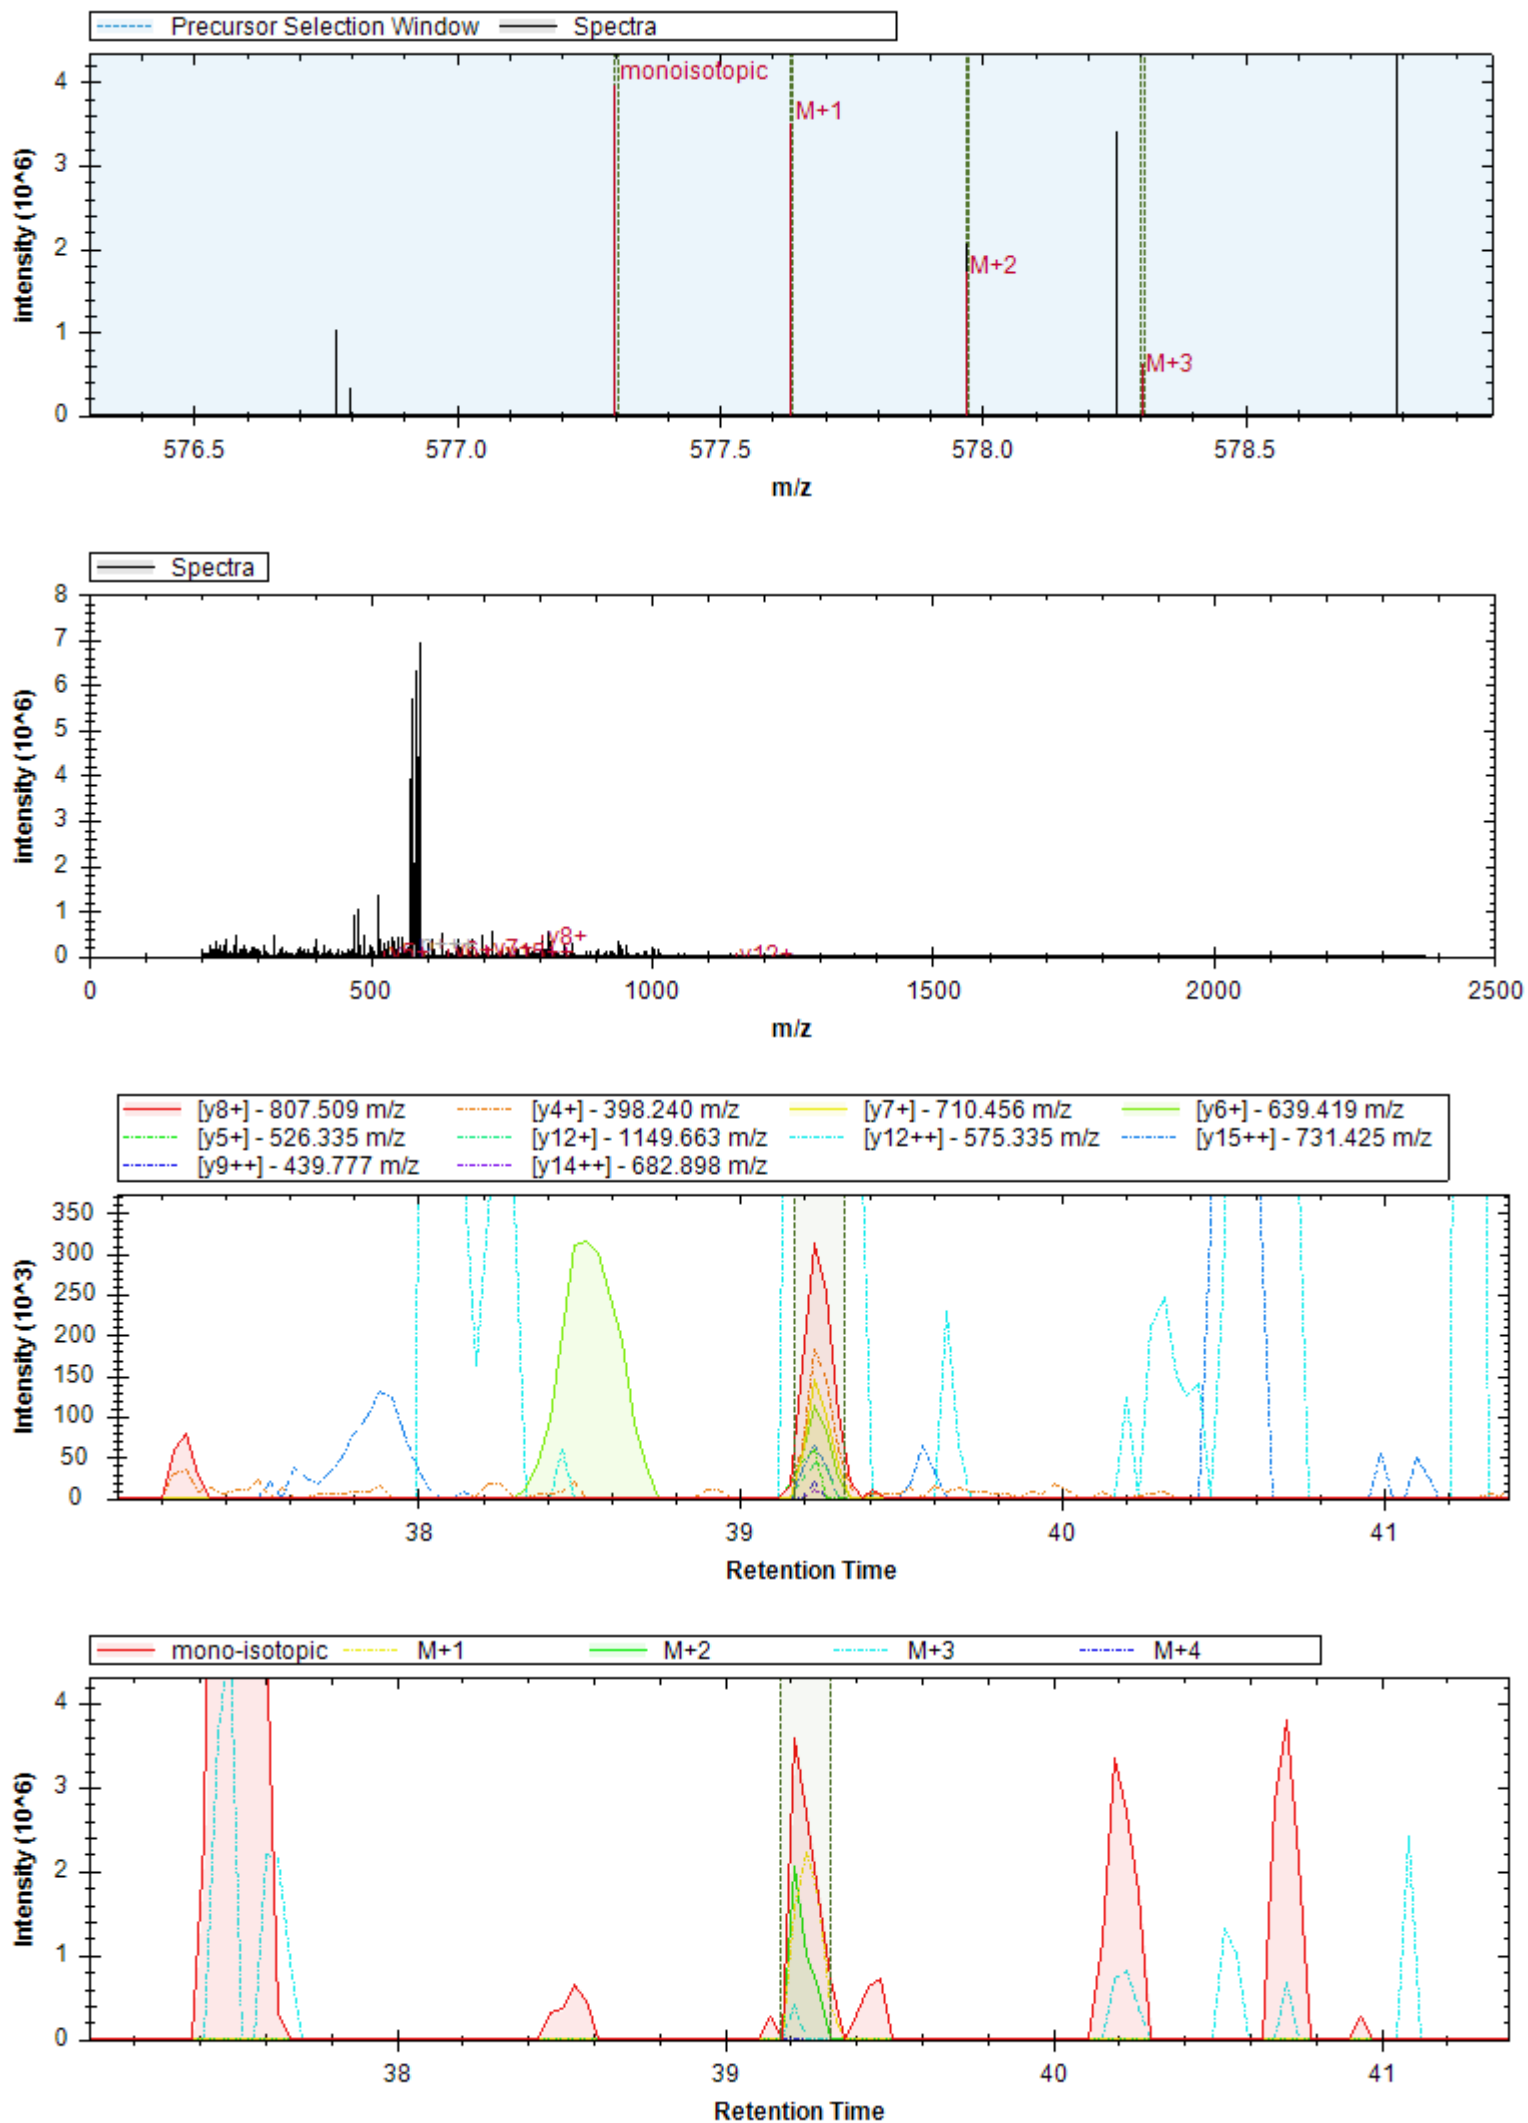 Precursor Selection Window Spectra
intensity (10^6)
4
3
2
1
0
monoisotopic
M+1
M+2
M+3
576.5 577.0 577.5 578.0 578.5
m/z
Spectra
intensity (10^6)
8
7
6
5
4
3
2
1
0
y8+
y12+
0 500 1000 1500 2000 2500
m/z
[y8+] - 807.509 m/z [y4+] - 398.240 m/z [y7+] - 710.456 m/z [y6+] - 639.419 m/z
[y5+] - 526.335 m/z [y12+] - 1149.663 m/z [y12++] - 575.335 m/z [y15++] - 731.425 m/z
[y9++] - 439.777 m/z [y14++] - 682.898 m/z
Intensity (10^3)
350
300
250
200
150
100
50
0
38 39 40 41
Retention Time
mono-isotopic M+1 M+2 M+3 M+4
Intensity (10^6)
4
3
2
1
0
38 39 40 41
Retention Time